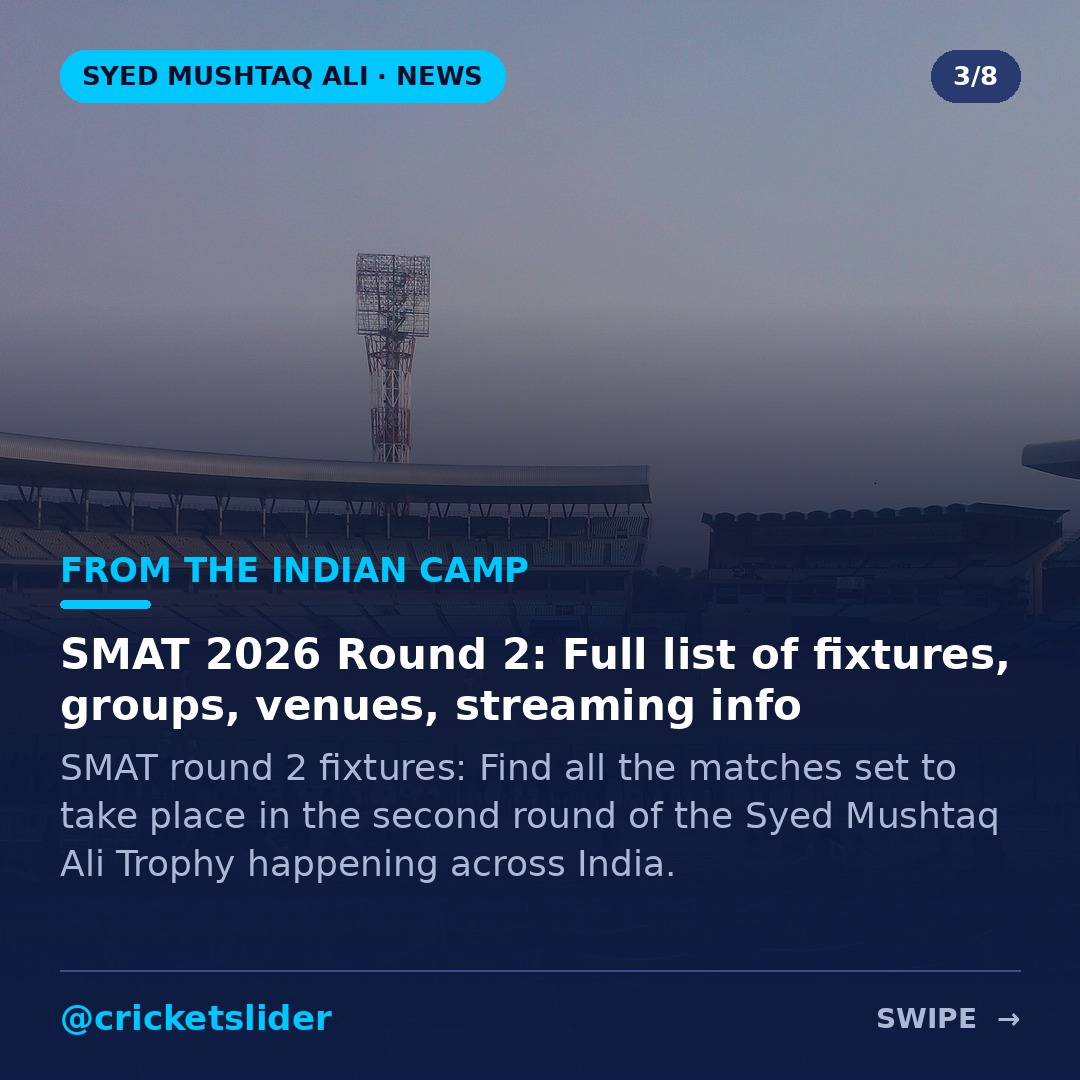 SYED MUSHTAQ ALI · NEWS
3/8
FROM THE INDIAN CAMP
SMAT 2026 Round 2: Full list of fixtures,
groups, venues, streaming info
SMAT round 2 fixtures: Find all the matches set to
take place in the second round of the Syed Mushtaq
Ali Trophy happening across India.
@cricketslider
SWIPE →